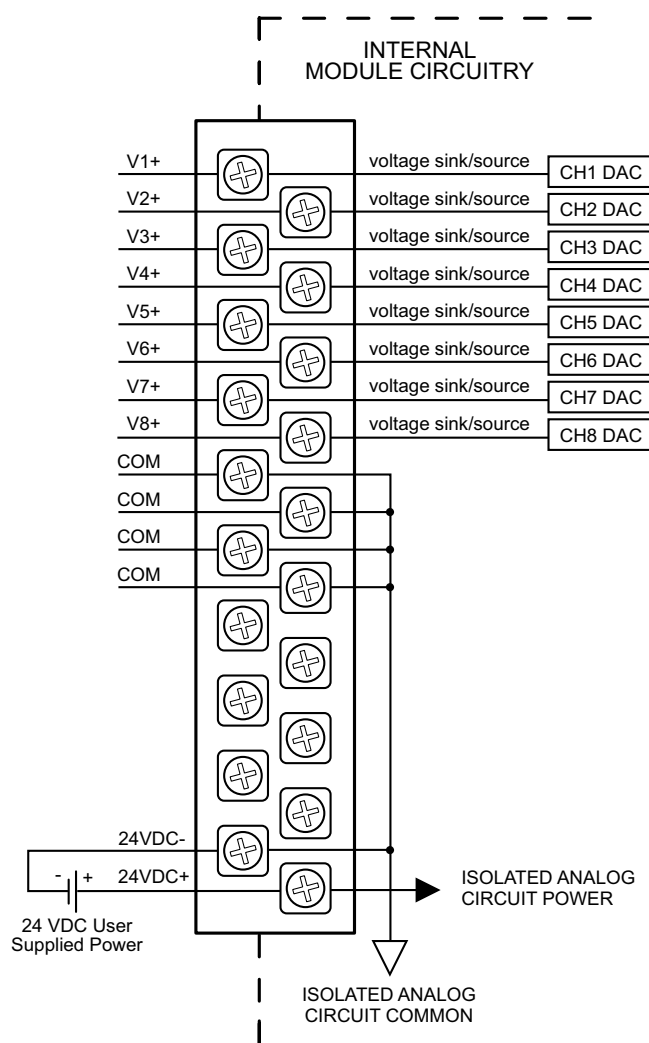 INTERNAL
MODULE CIRCUITRY
V1+ voltage sink/source CH1 DAC
V2+ voltage sink/source CH2 DAC
V3+ voltage sink/source CH3 DAC
V4+ voltage sink/source CH4 DAC
V5+ voltage sink/source CH5 DAC
V6+ voltage sink/source CH6 DAC
V7+ voltage sink/source CH7 DAC
V8+ voltage sink/source CH8 DAC
COM
COM
COM
COM
24VDC-
- + 24VDC+
24 VDC User
Supplied Power
ISOLATED ANALOG
CIRCUIT POWER
ISOLATED ANALOG
CIRCUIT COMMON